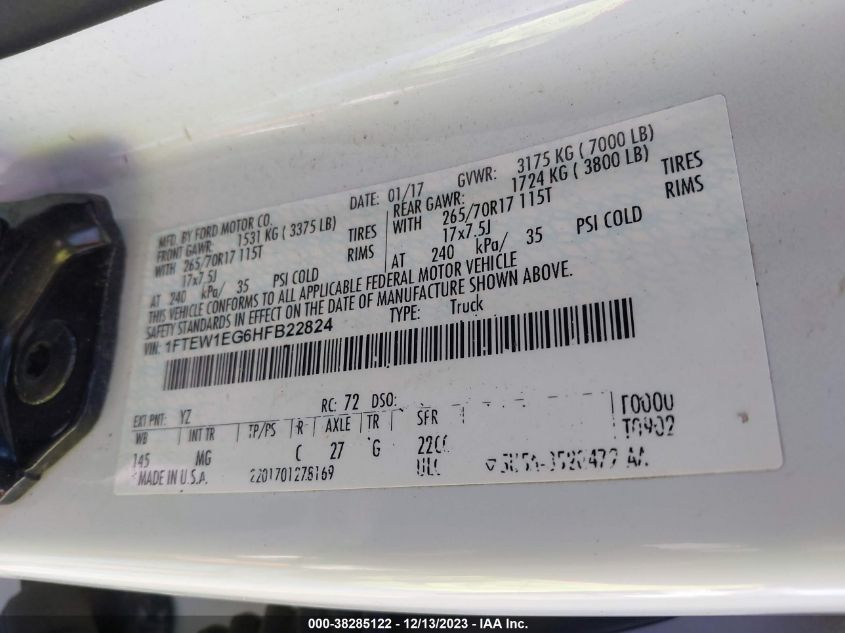 MFD. BY FORD MOTOR CO.
DATE: 01/17 GVWR: 3175 KG ( 7000 LB)
FRONT GAWR: 1531 KG ( 3375 LB)
REAR GAWR: 1724 KG ( 3800 LB)
WITH 265/70R17 115T TIRES
WITH 265/70R17 115T TIRES
17x7.5J RIMS
17x7.5J RIMS
AT 240 kPa/ 35 PSI COLD
AT 240 kPa/ 35 PSI COLD
THIS VEHICLE CONFORMS TO ALL APPLICABLE FEDERAL MOTOR VEHICLE
SAFETY STANDARDS IN EFFECT ON THE DATE OF MANUFACTURE SHOWN ABOVE.
VIN: 1FTEW1EG6HFB22824 TYPE: Truck
EXT PNT: YZ RC: 72 DSO:
WB INT TR TP/PS R AXLE TR SFR
145 MG C 27 G
MADE IN U.S.A.
000-38285122 - 12/13/2023 - IAA Inc.